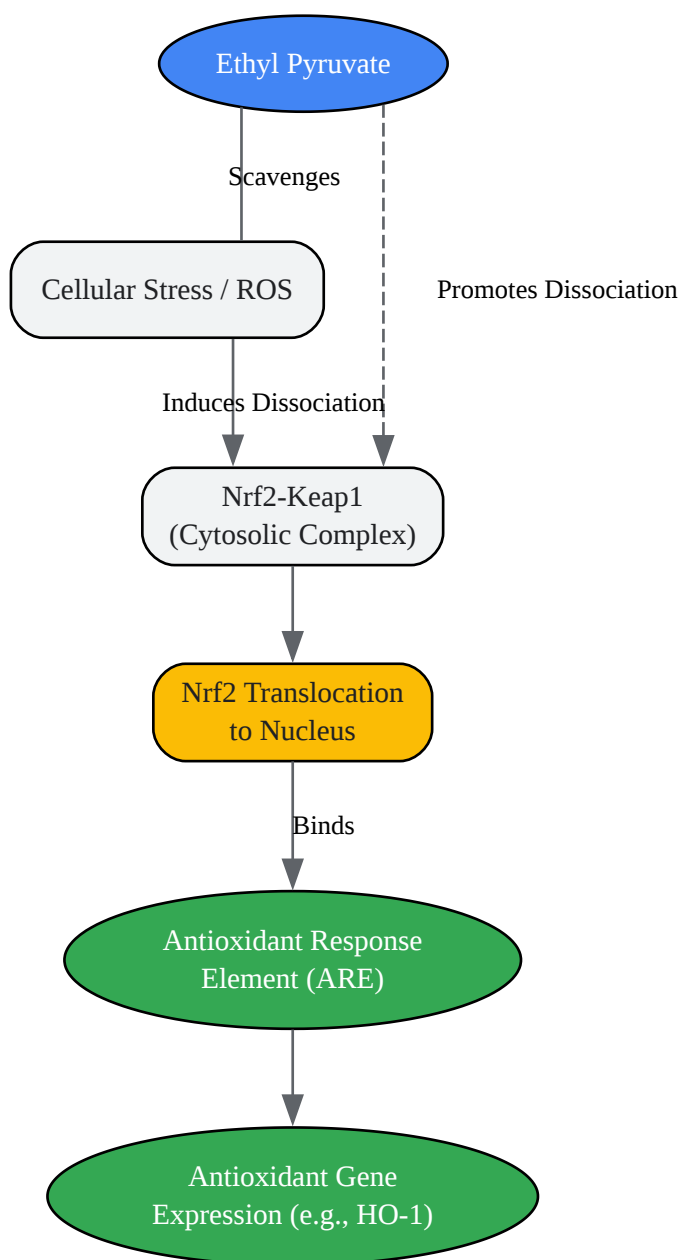 Ethyl Pyruvate
Scavenges
Cellular Stress / ROS
Promotes Dissociation
Induces Dissociation
Nrf2-Keap1
(Cytosolic Complex)
Nrf2 Translocation
to Nucleus
Binds
Antioxidant Response
Element (ARE)
Antioxidant Gene
Expression (e.g., HO-1)